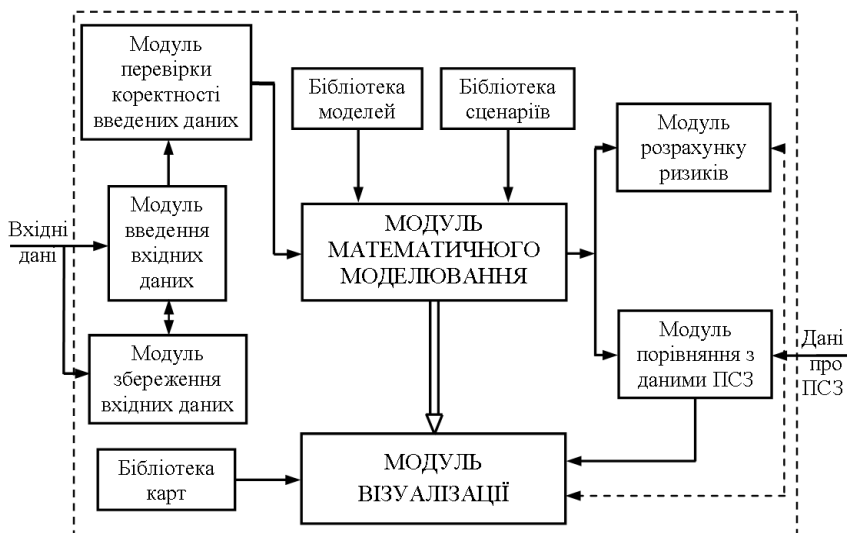 Модуль
перевірки
коректності
введених даних
Бібліотека
моделей
Бібліотека
сценаріїв
Модуль
розрахунку
ризиків
Вхідні
дані
Модуль
введення
вхідних
даних
МОДУЛЬ
МАТЕМАТИЧНОГО
МОДЕЛЮВАННЯ
Модуль
збереження
вхідних даних
Модуль
порівняння з
даними ПСЗ
Дані
про
ПСЗ
Бібліотека
карт
МОДУЛЬ
ВІЗУАЛІЗАЦІЇ